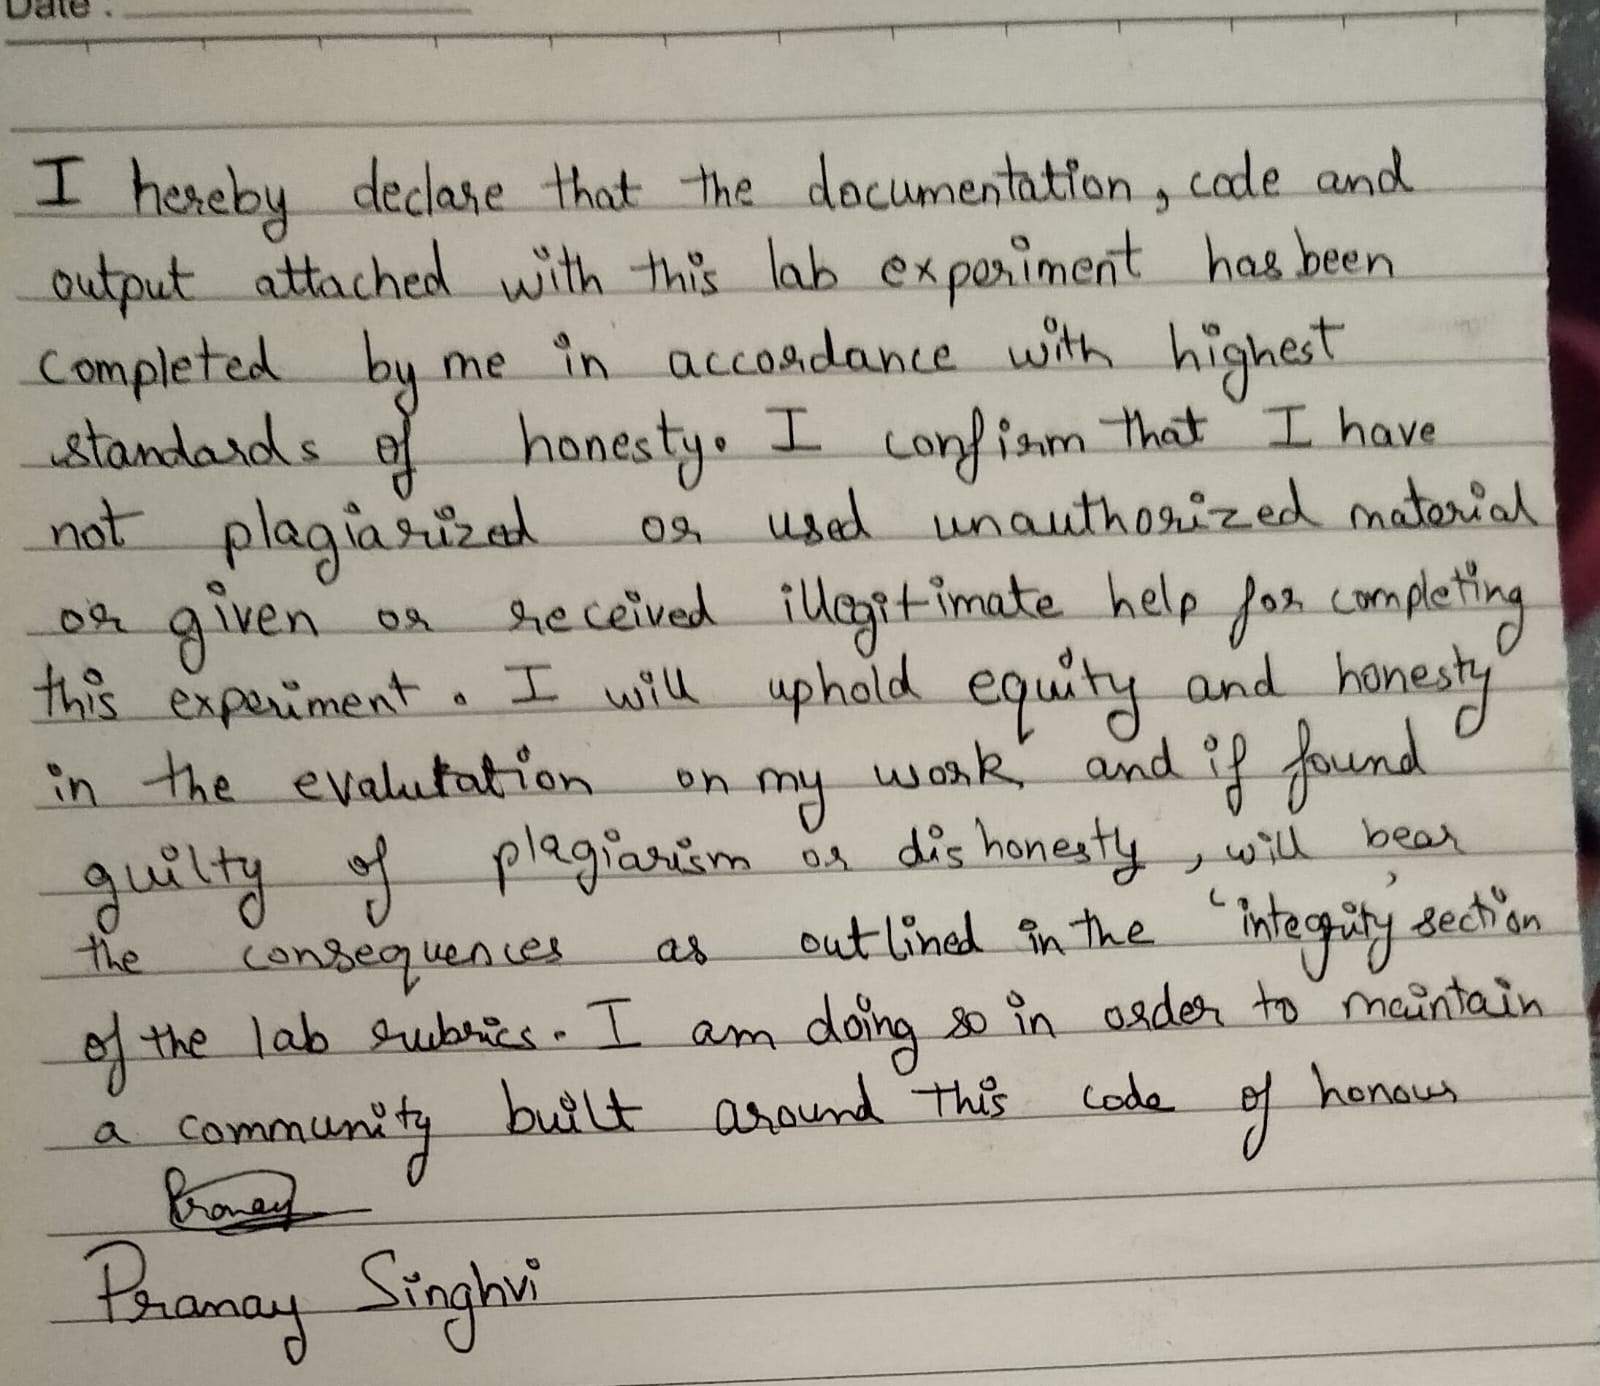 Date :
I hereby declare that the documentation, code and
output attached with this lab experiment has been
completed by me in accordance with highest
standards of honesty. I confirm that I have
not plagiarized or used unauthorized material
or given or received illegitimate help for completing
this experiment. I will uphold equity and honesty
in the evalutation on my work and if found
guilty of plagiarism or dishonesty, will bear
the consequences as outlined in the 'integrity' section
of the lab rubrics. I am doing so in order to maintain
a community built around this code of honour
Pranay
Pranay Singhvi